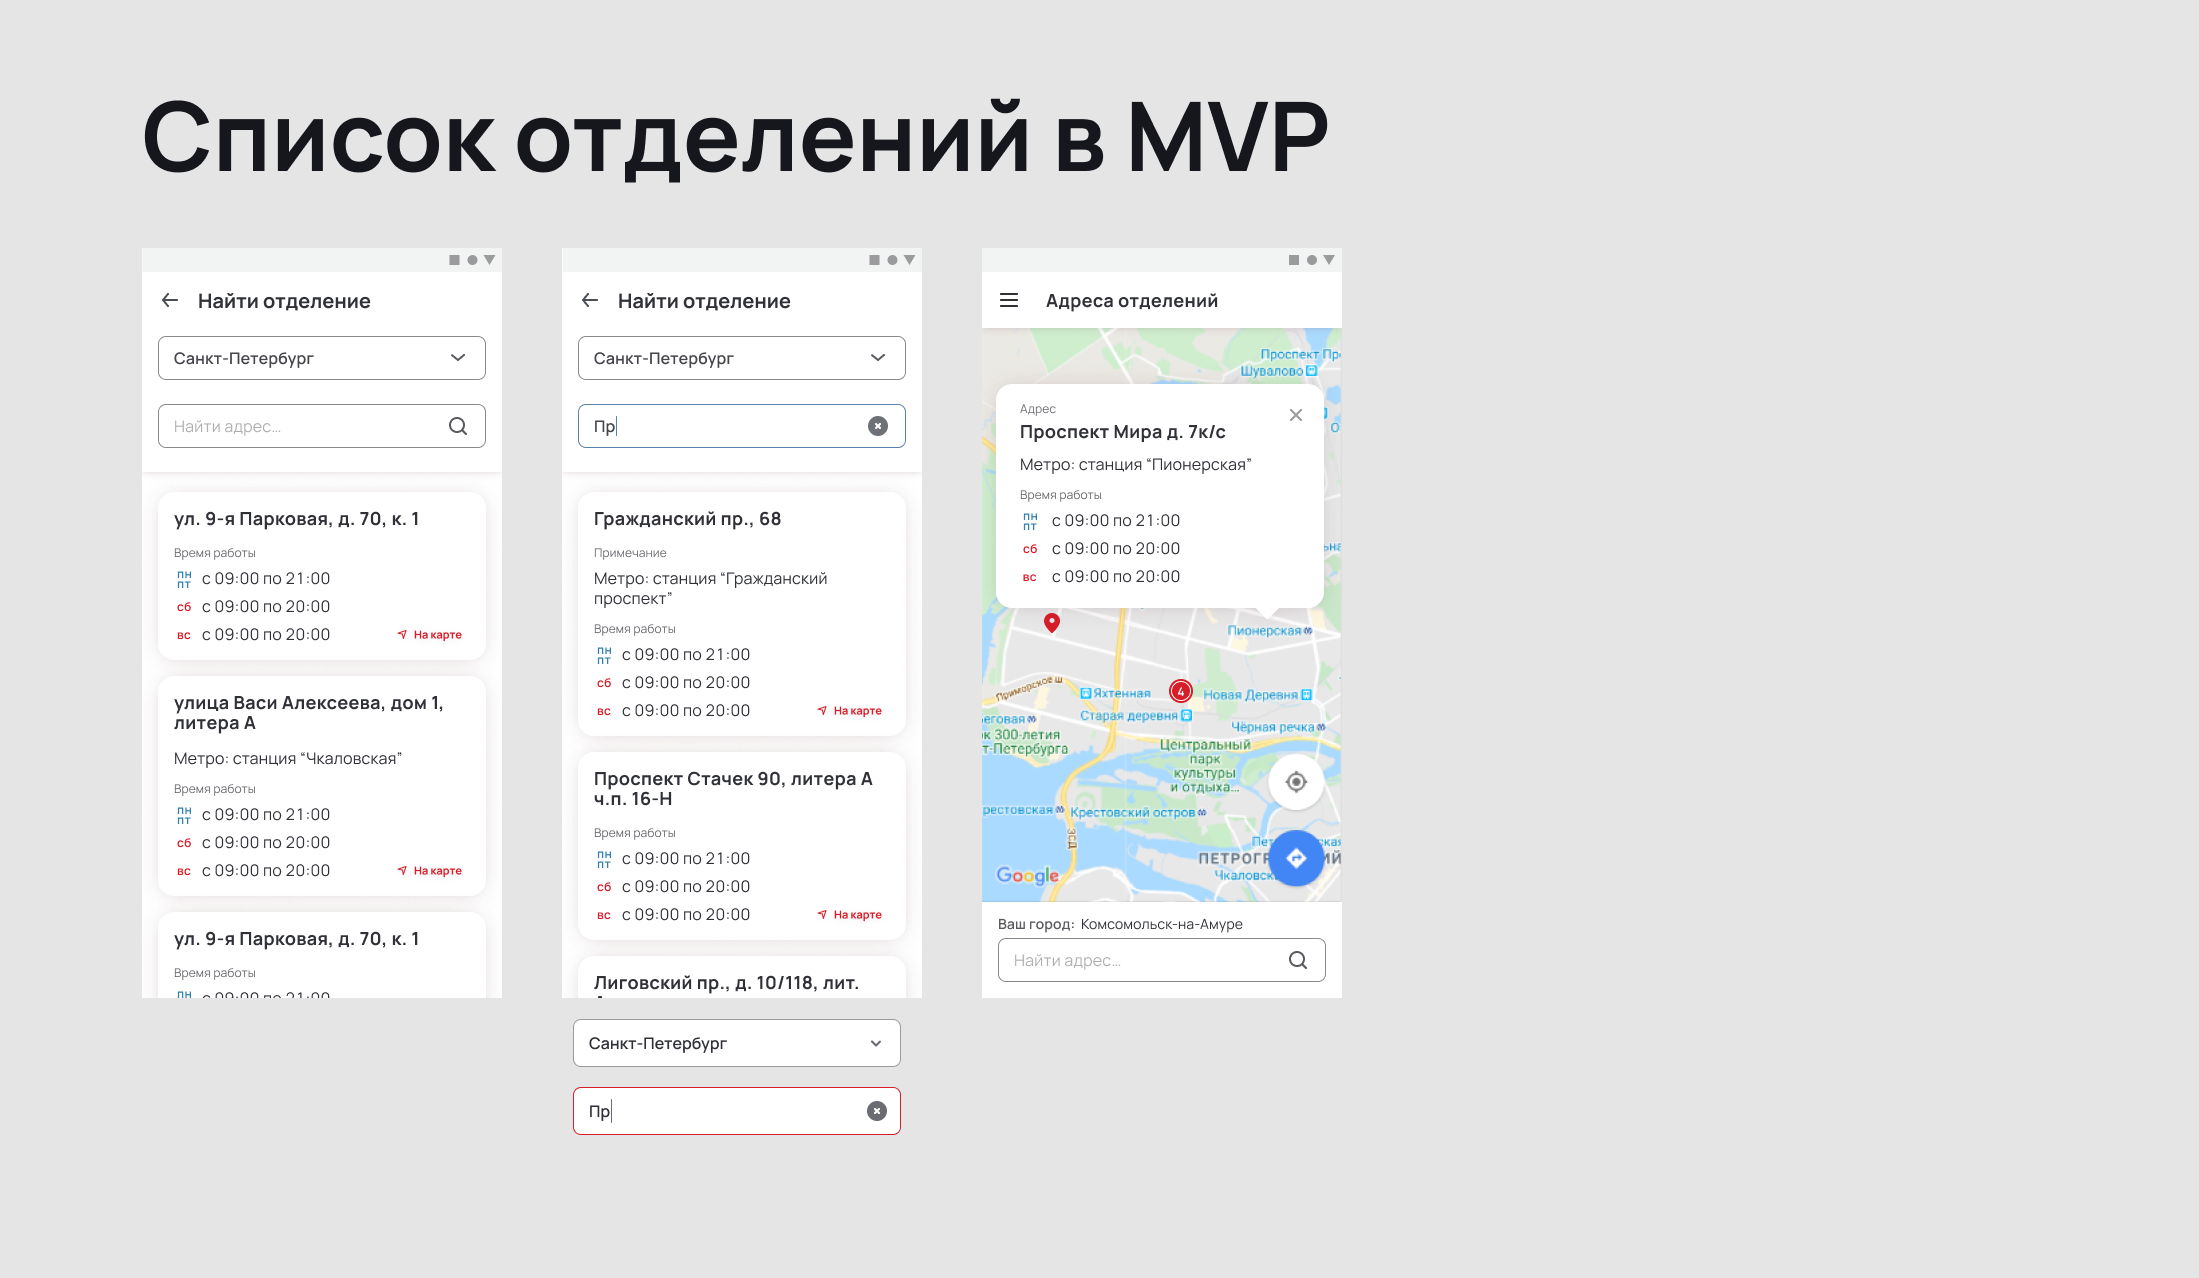 Список отделений в MVP
Найти отделение
Санкт-Петербург
Найти адрес...
ул. 9-я Парковая, д. 70, к. 1
Время работы
пн
пт
с 09:00 по 21:00
сб
с 09:00 по 20:00
вс
с 09:00 по 20:00
На карте
улица Васи Алексеева, дом 1,
литера А
Метро: станция “Чкаловская”
Время работы
пн
пт
с 09:00 по 21:00
сб
с 09:00 по 20:00
вс
с 09:00 по 20:00
На карте
ул. 9-я Парковая, д. 70, к. 1
Время работы
пн
с 09:00 по 21:00
Найти отделение
Санкт-Петербург
Пр
Гражданский пр., 68
Примечание
Метро: станция “Гражданский
проспект”
Время работы
пн
пт
с 09:00 по 21:00
сб
с 09:00 по 20:00
вс
с 09:00 по 20:00
На карте
Проспект Стачек 90, литера А
ч.п. 16-Н
Время работы
пн
пт
с 09:00 по 21:00
сб
с 09:00 по 20:00
вс
с 09:00 по 20:00
На карте
Лиговский пр., д. 10/118, лит.
Санкт-Петербург
Пр
Адреса отделений
Проспект Пр
Шувалово
Адрес
Проспект Мира д. 7к/с
Метро: станция “Пионерская”
Время работы
пн
пт
с 09:00 по 21:00
сб
с 09:00 по 20:00
вс
с 09:00 по 20:00
Пионерская
Приморское ш
Яхтенная
4
Новая Деревня
Старая деревня
еговая
Чёрная речка
к 300-летия
т-Петербурга
Центральный
парк
культуры
и отдыха...
рестовская
Крестовский остров
ЗСД
Пет
ская
ПЕТРОГР
ИЙ
Чкаловск
Google
Ваш город: Комсомольск-на-Амуре
Найти адрес...